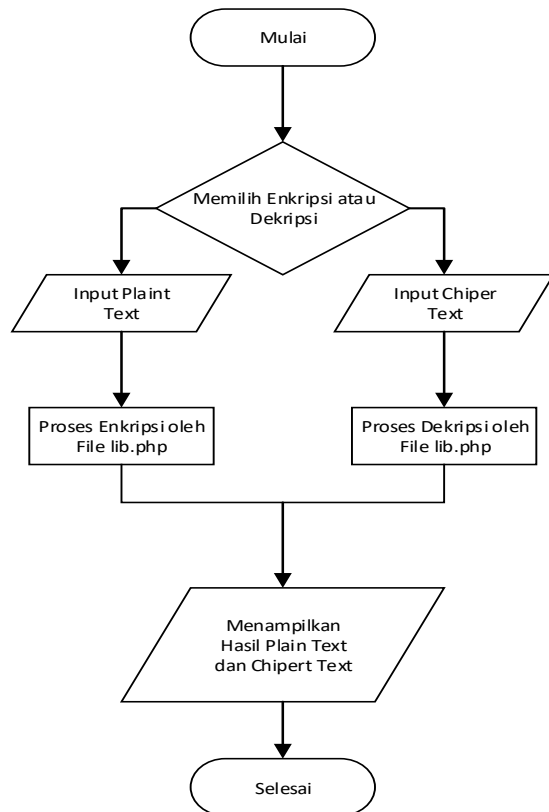 Mulai
Memilih Enkripsi atau
Dekripsi
Input Plaint
Text
Input Chiper
Text
Proses Enkripsi oleh
File lib.php
Proses Dekripsi oleh
File lib.php
Menampilkan
Hasil Plain Text
dan Chipert Text
Selesai